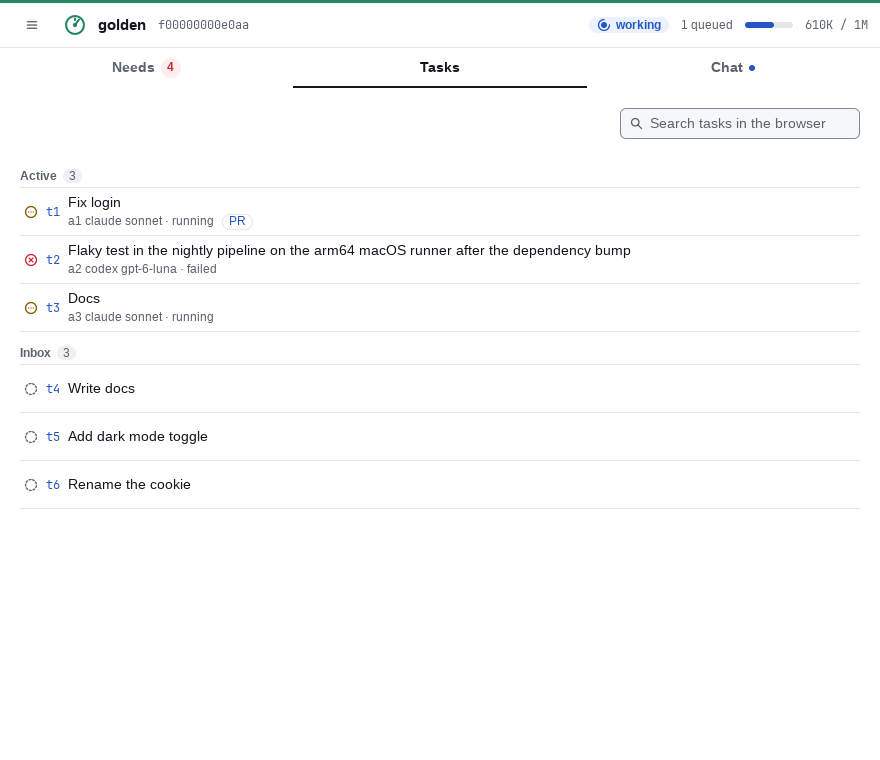 golden f00000000e0aa working 1 queued 610K / 1M
Needs 4 Tasks Chat
Search tasks in the browser
Active 3
t1 Fix login
a1 claude sonnet · running PR
t2 Flaky test in the nightly pipeline on the arm64 macOS runner after the dependency bump
a2 codex gpt-6-luna · failed
t3 Docs
a3 claude sonnet · running
Inbox 3
t4 Write docs
t5 Add dark mode toggle
t6 Rename the cookie